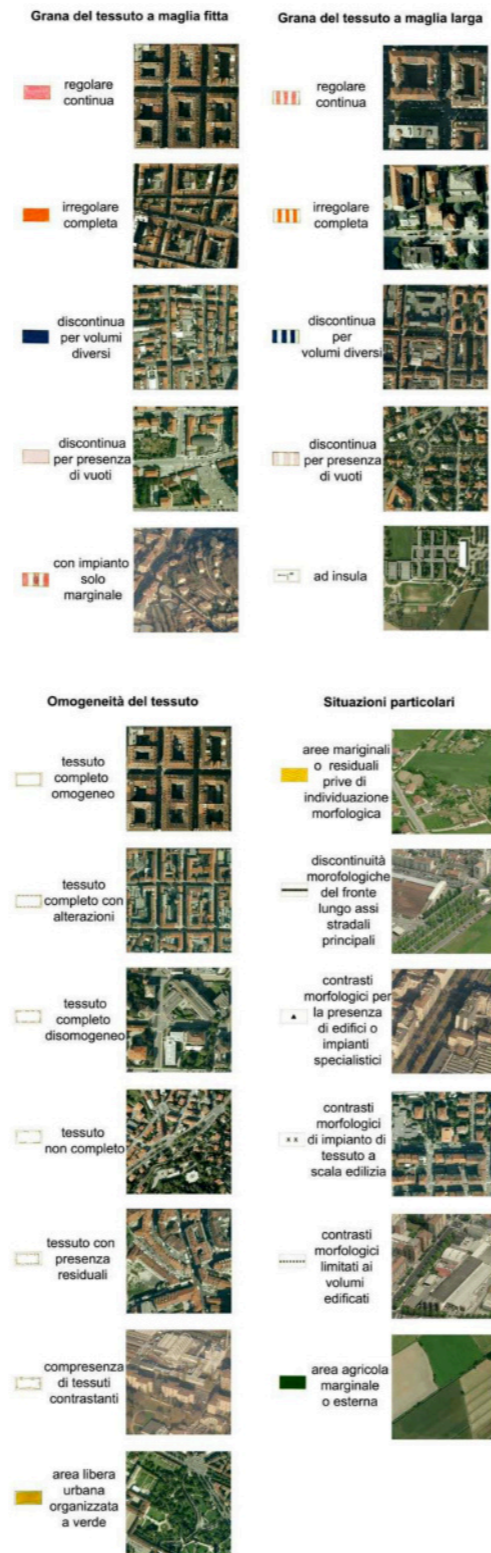 Grana del tessuto a maglia fitta
regolare
continua
irregolare
completa
discontinua
per volumi
diversi
discontinua
per presenza
di vuoti
con impianto
solo
marginale
Grana del tessuto a maglia larga
regolare
continua
irregolare
completa
discontinua
per
volumi diversi
discontinua
per presenza
di vuoti
ad insula
Omogeneità del tessuto
tessuto
completo
omogeneo
tessuto
completo con
alterazioni
tessuto
completo
disomogeneo
tessuto
non completo
tessuto con
presenza
residuali
compresenza
di tessuti
contrastanti
area libera
urbana
organizzata
a verde
Situazioni particolari
aree mariginali
o residuali
prive di
individuazione
morfologica
discontinuità
morofologiche
del fronte
lungo assi
stradali
principali
contrasti
morfologici per
la presenza
di edifici o
impianti
specialistici
contrasti
morfologici
di impianto di
tessuto a
scala edilizia
contrasti
morfologici
limitati ai
volumi
edificati
area agricola
marginale
o esterna